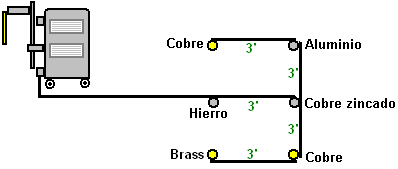 Cobre 3' Aluminio
3'
Hierro 3' Cobre zincado
3'
Brass 3' Cobre